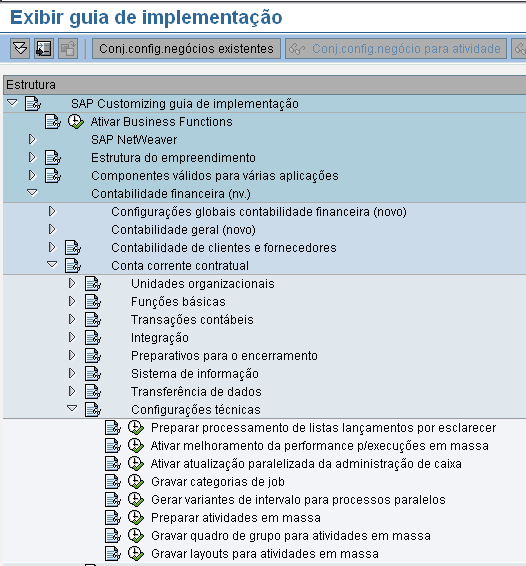 Exibir guia de implementação
Conj.config.negócios existentes
Conj.config.negócio para atividade
Estrutura
SAP Customizing guia de implementação
Ativar Business Functions
SAP NetWeaver
Estrutura do empreendimento
Componentes válidos para várias aplicações
Contabilidade financeira (nv.)
Configurações globais contabilidade financeira (novo)
Contabilidade geral (novo)
Contabilidade de clientes e fornecedores
Conta corrente contratual
Unidades organizacionais
Funções básicas
Transações contábeis
Integração
Preparativos para o encerramento
Sistema de informação
Transferência de dados
Configurações técnicas
Preparar processamento de listas lançamentos por esclarecer
Ativar melhoramento da performance p/execuções em massa
Ativar atualização paralelizada da administração de caixa
Gravar categorias de job
Gerar variantes de intervalo para processos paralelos
Preparar atividades em massa
Gravar quadro de grupo para atividades em massa
Gravar layouts para atividades em massa